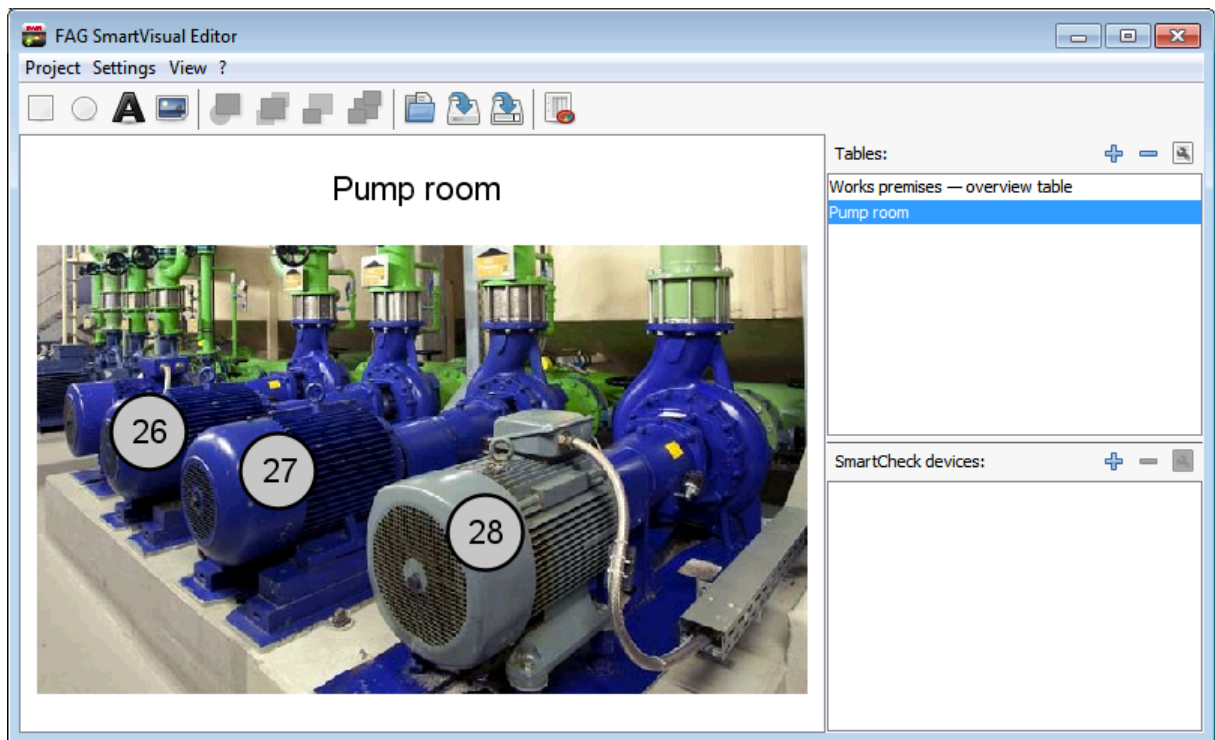 FAG SmartVisual Editor
Project Settings View ?
A
Pump room
26
27
28
Tables:
Works premises — overview table
Pump room
SmartCheck devices: